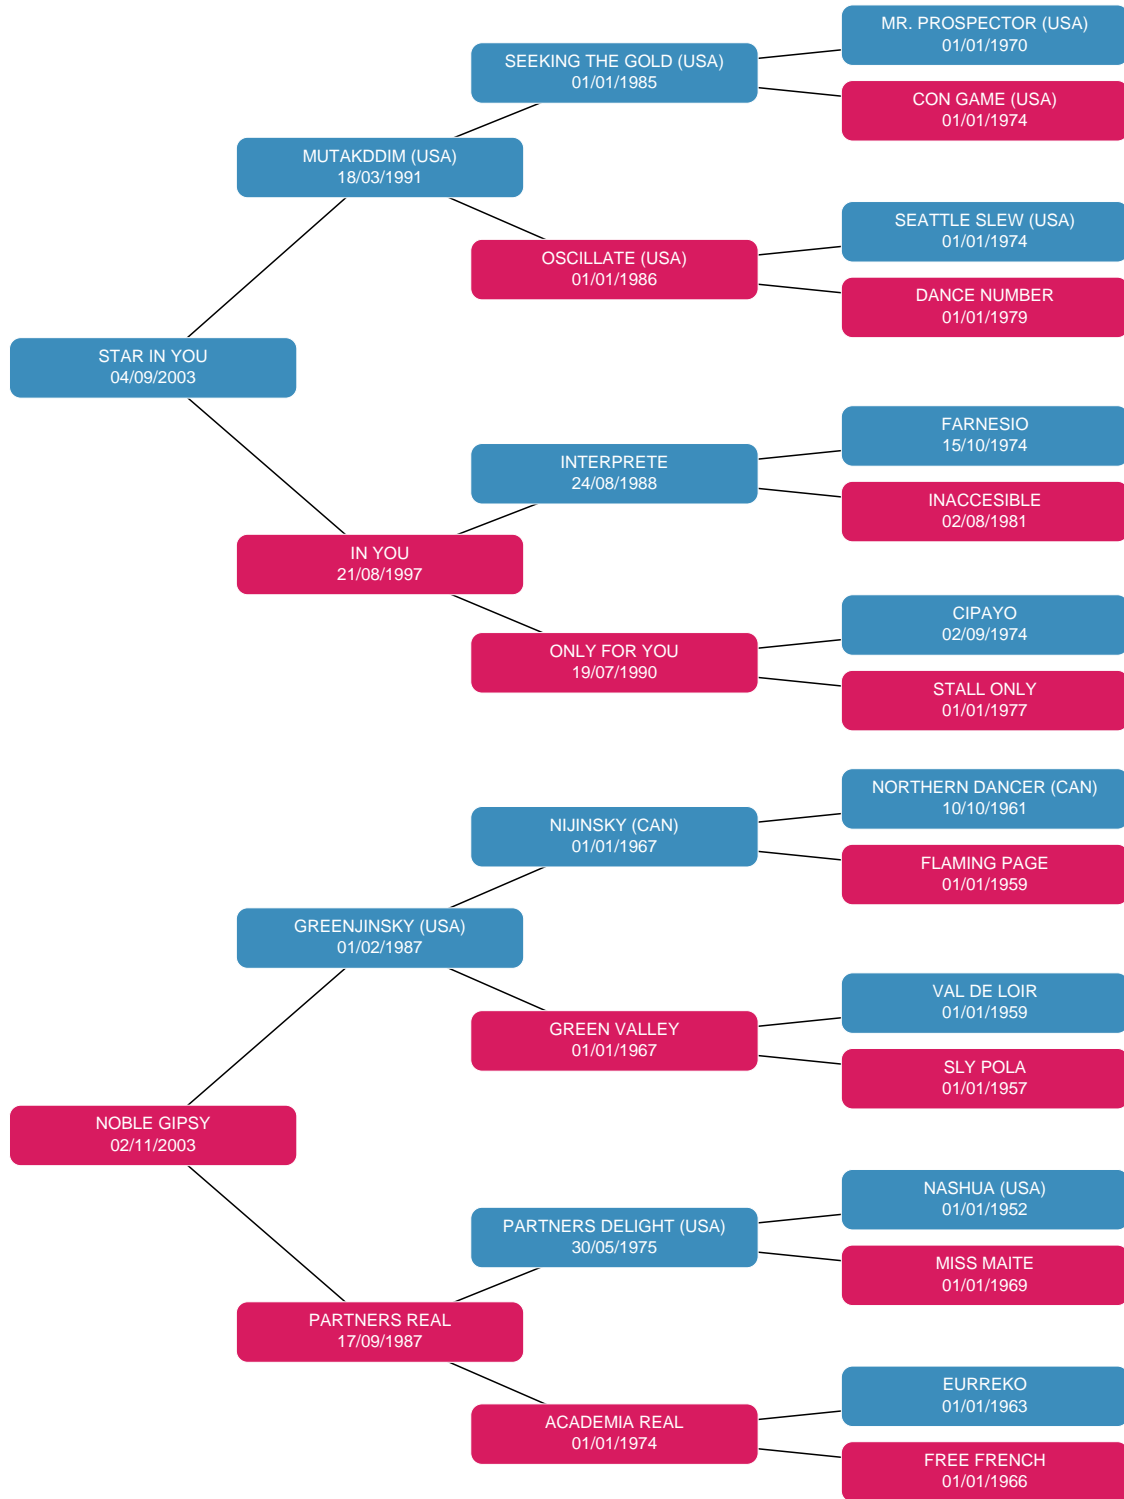 MR. PROSPECTOR (USA)
01/01/1970
SEEKING THE GOLD (USA)
01/01/1985
CON GAME (USA)
01/01/1974
MUTAKDDIM (USA)
18/03/1991
SEATTLE SLEW (USA)
01/01/1974
OSCILLATE (USA)
01/01/1986
DANCE NUMBER
01/01/1979
STAR IN YOU
04/09/2003
FARNESIO
15/10/1974
INTERPRETE
24/08/1988
INACCESIBLE
02/08/1981
IN YOU
21/08/1997
CIPAYO
02/09/1974
ONLY FOR YOU
19/07/1990
STALL ONLY
01/01/1977
NORTHERN DANCER (CAN)
10/10/1961
NIJINSKY (CAN)
01/01/1967
FLAMING PAGE
01/01/1959
GREENJINSKY (USA)
01/02/1987
VAL DE LOIR
01/01/1959
GREEN VALLEY
01/01/1967
SLY POLA
01/01/1957
NOBLE GIPSY
02/11/2003
NASHUA (USA)
01/01/1952
PARTNERS DELIGHT (USA)
30/05/1975
MISS MAITE
01/01/1969
PARTNERS REAL
17/09/1987
EURREKO
01/01/1963
ACADEMIA REAL
01/01/1974
FREE FRENCH
01/01/1966